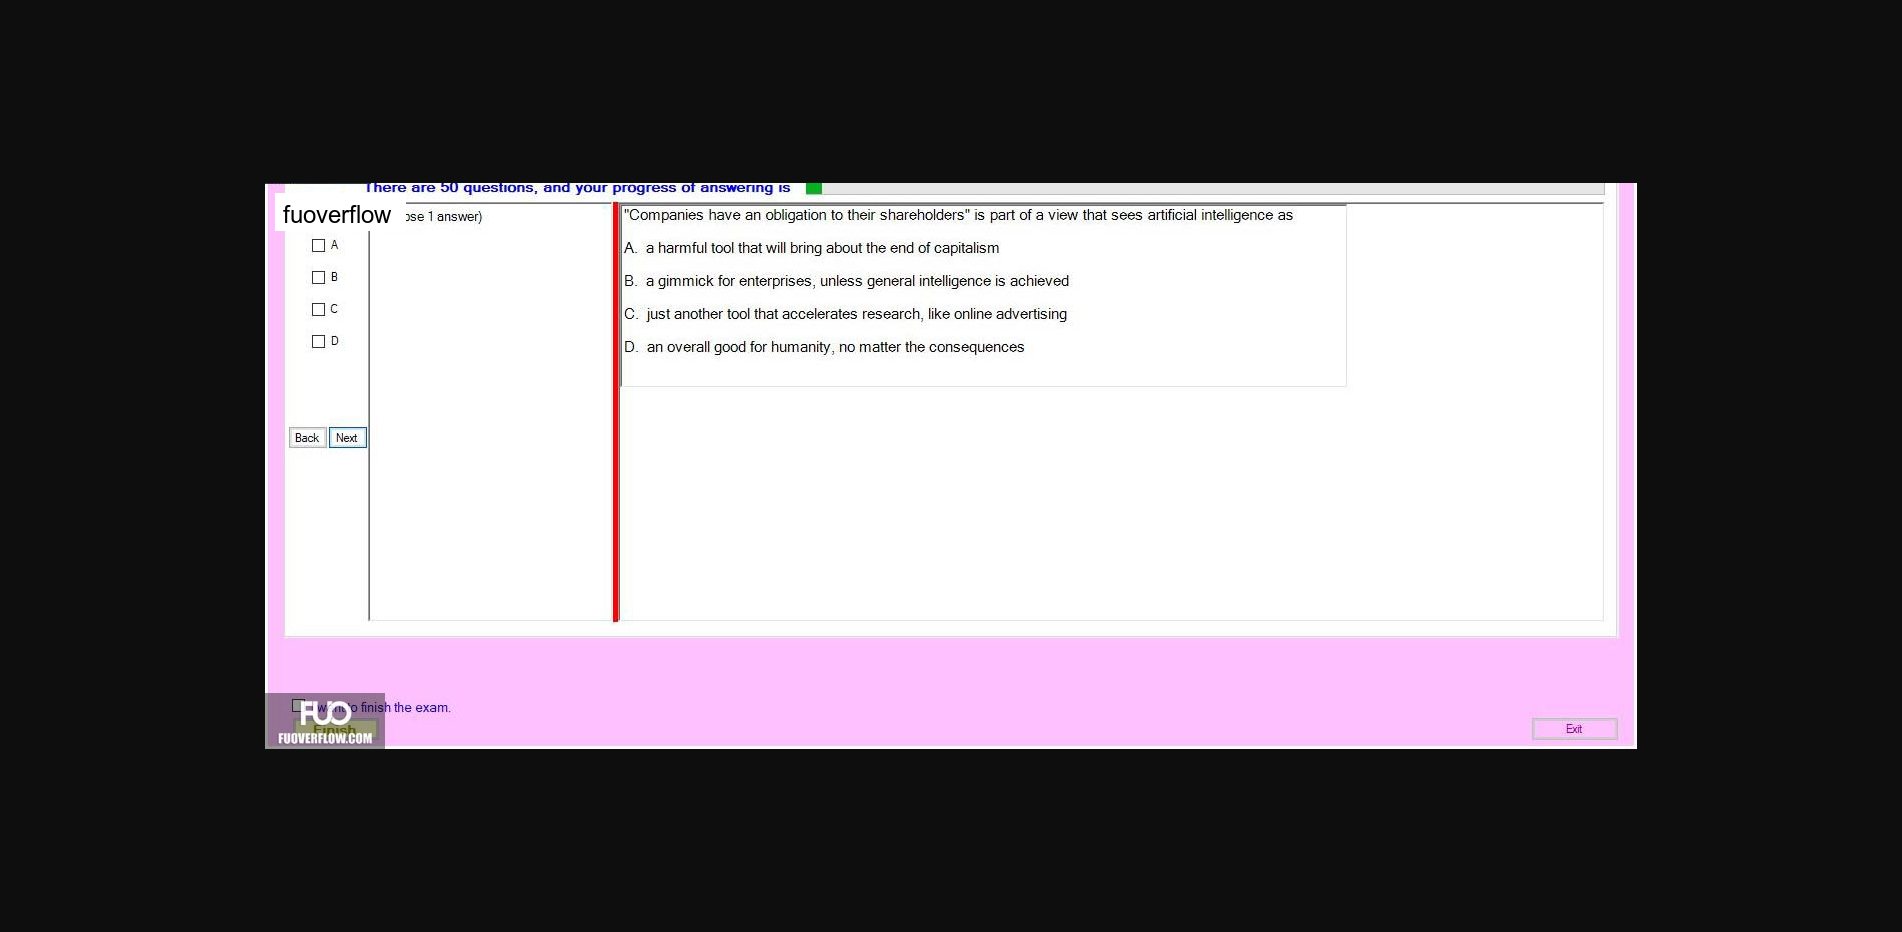 There are 50 questions, and your progress of answering is
fuoverflow
ose 1 answer)
"Companies have an obligation to their shareholders" is part of a view that sees artificial intelligence as
A
A. a harmful tool that will bring about the end of capitalism
B
B. a gimmick for enterprises, unless general intelligence is achieved
C
C. just another tool that accelerates research, like online advertising
D
D. an overall good for humanity, no matter the consequences
Back Next
I want to finish the exam.
FUO
Finish
FUOVERFLOW.COM
Exit